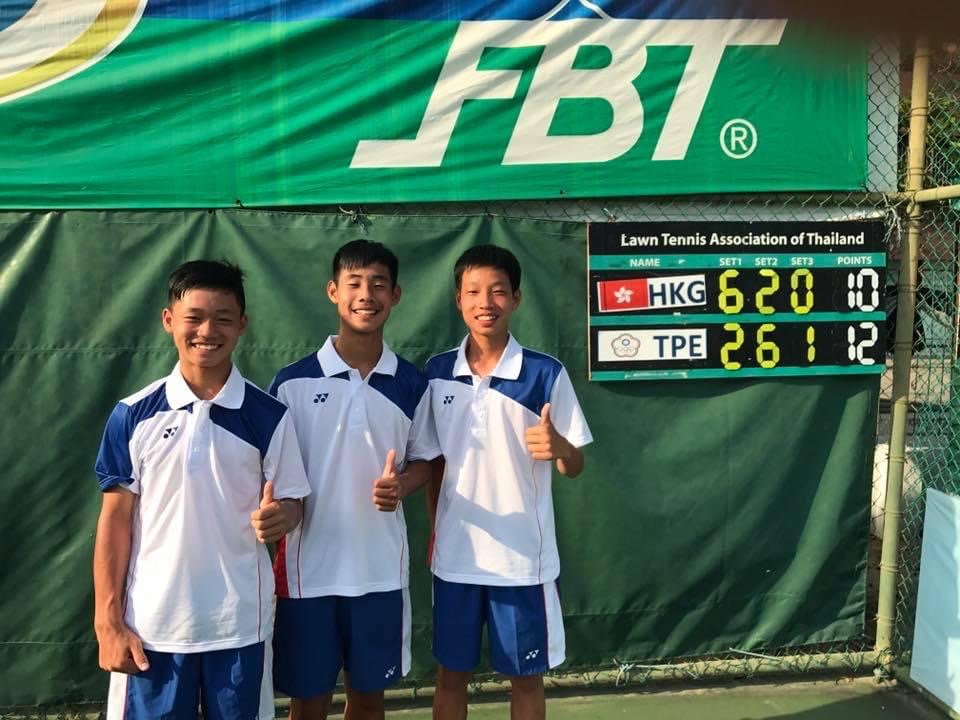 FBT®
Lawn Tennis Association of Thailand
NAME SET1 SET2 SET3 POINTS
HKG 6 2 0 10
TPE 2 6 1 12